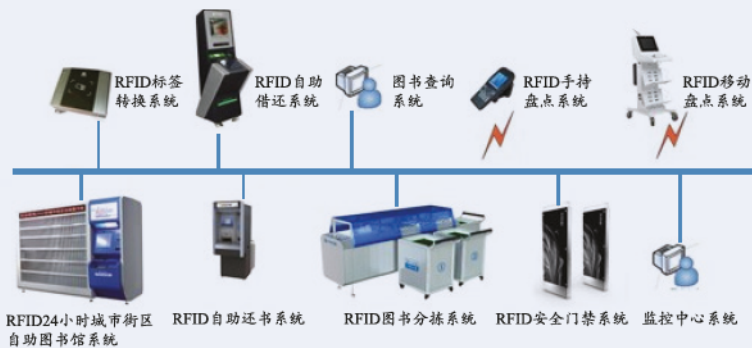 RFID标签
转换系统
RFID自助
借还系统
图书查询
系统
RFID手持
盘点系统
RFID移动
盘点系统
RFID24小时城市街区
自助图书馆系统
RFID自助还书系统
RFID图书分拣系统
RFID安全门禁系统
监控中心系统